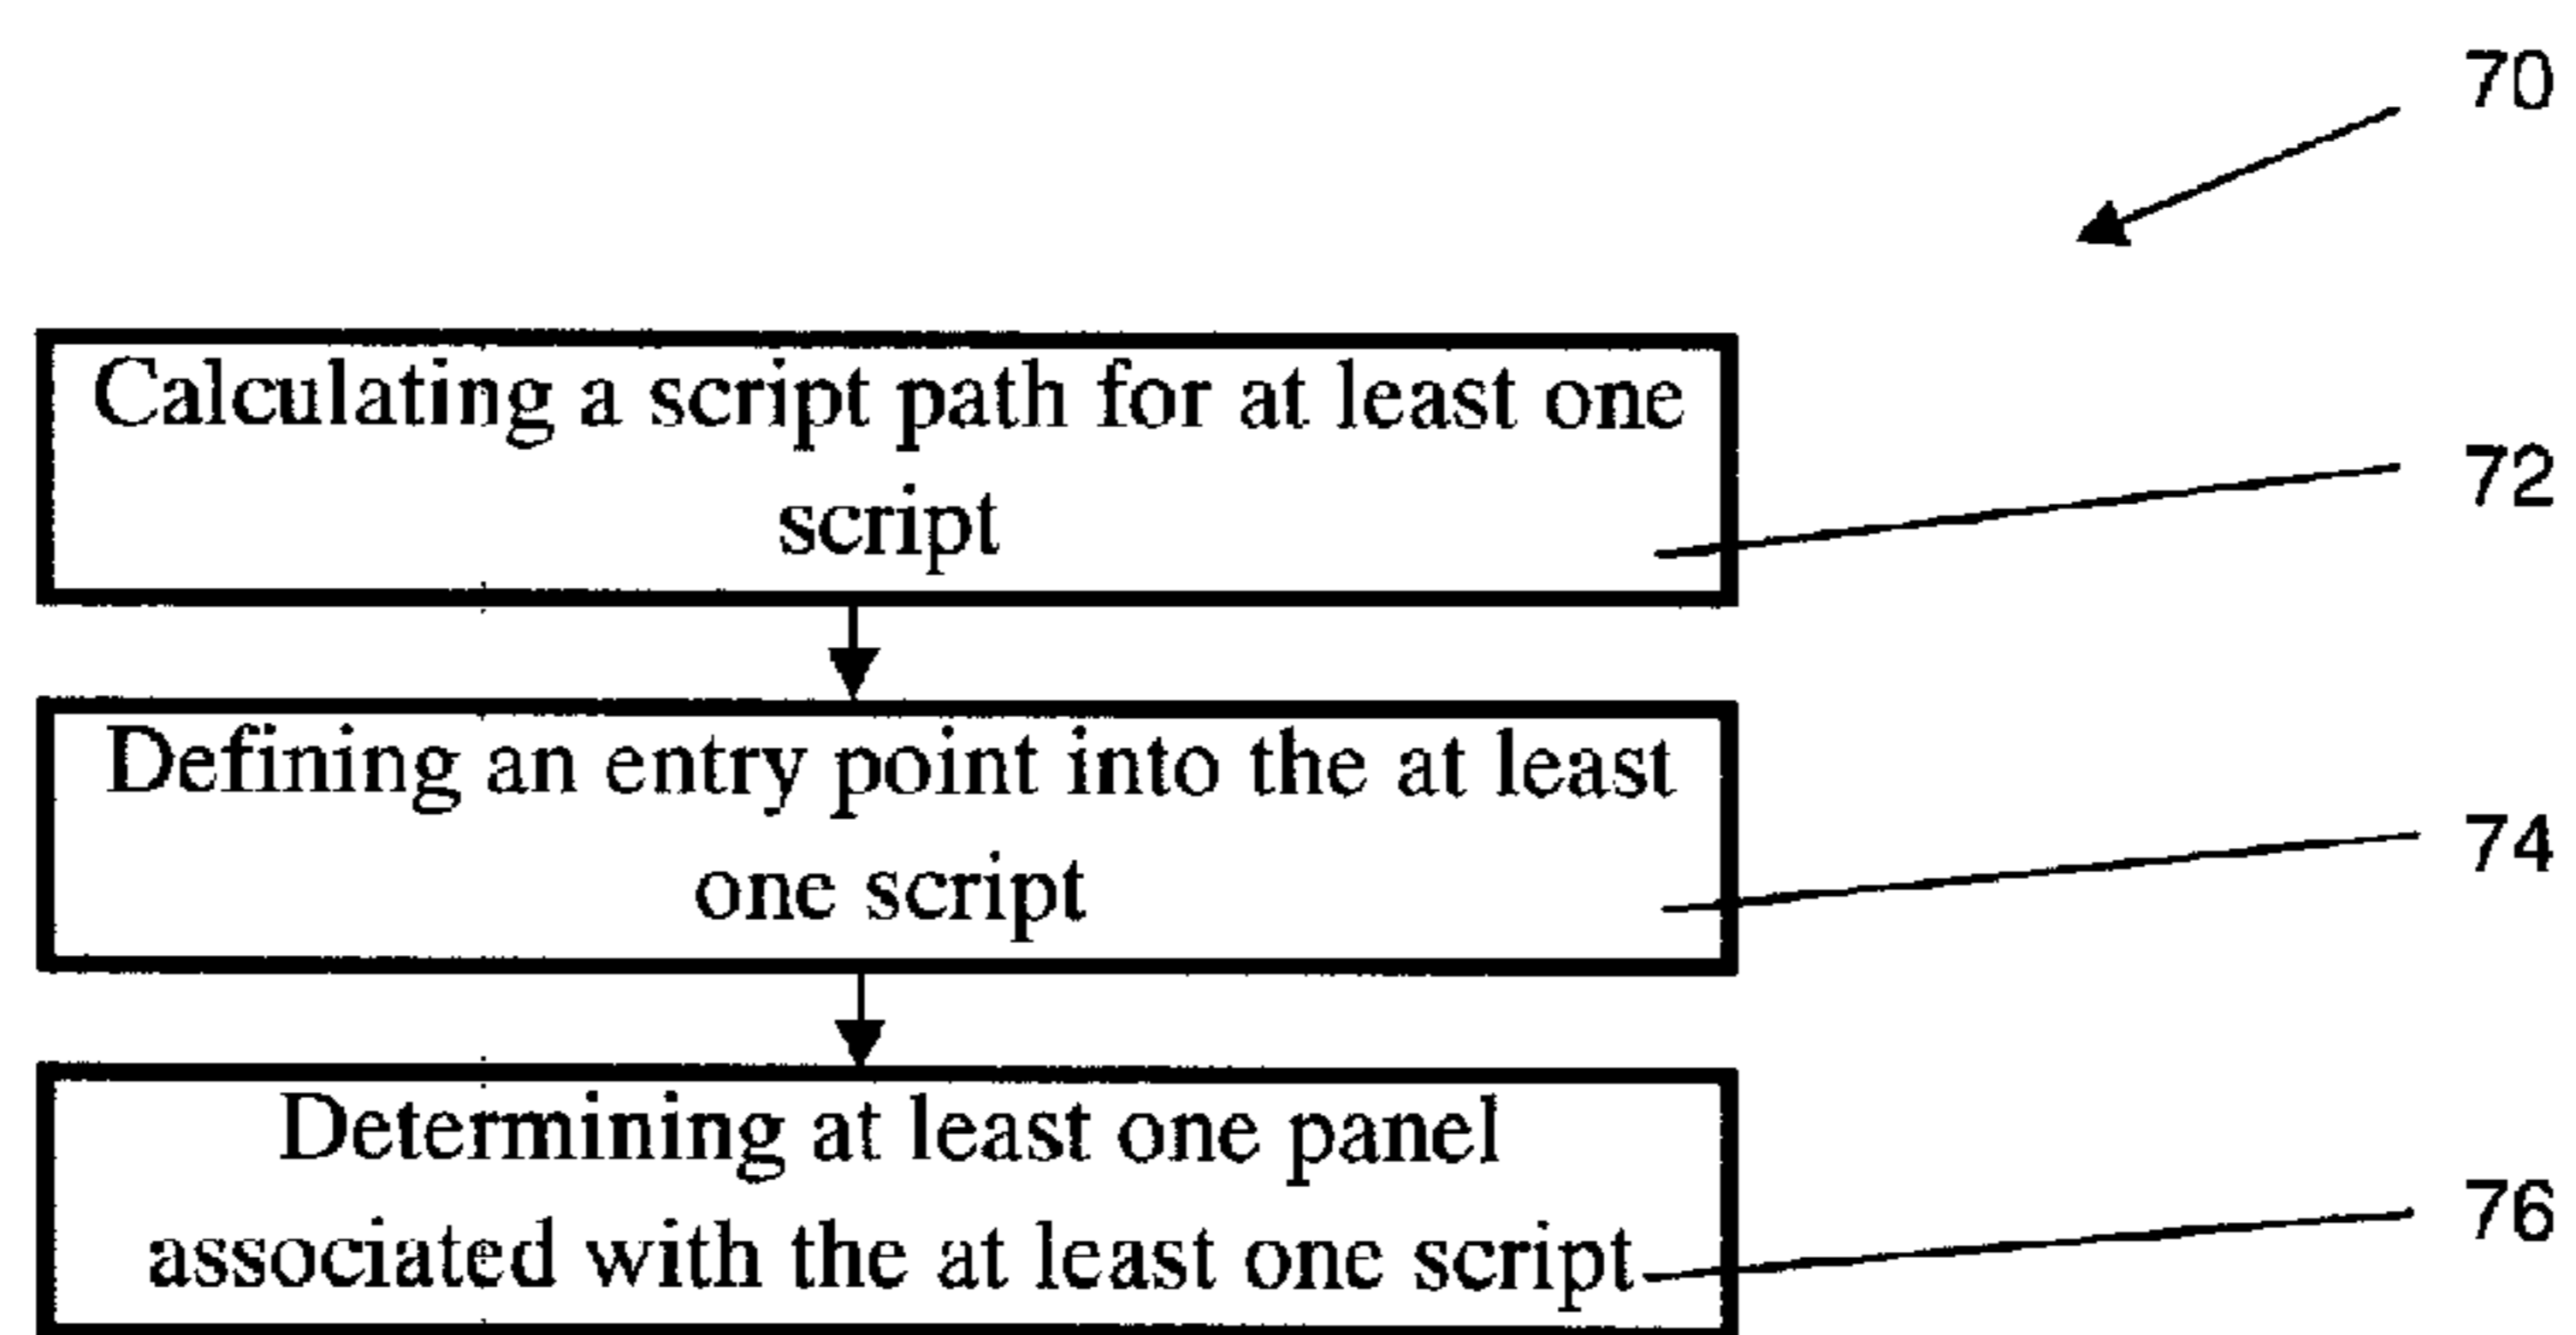 70
Calculating a script path for at least one
script
72
Defining an entry point into the at least
one script
74
Determining at least one panel
associated with the at least one script
76